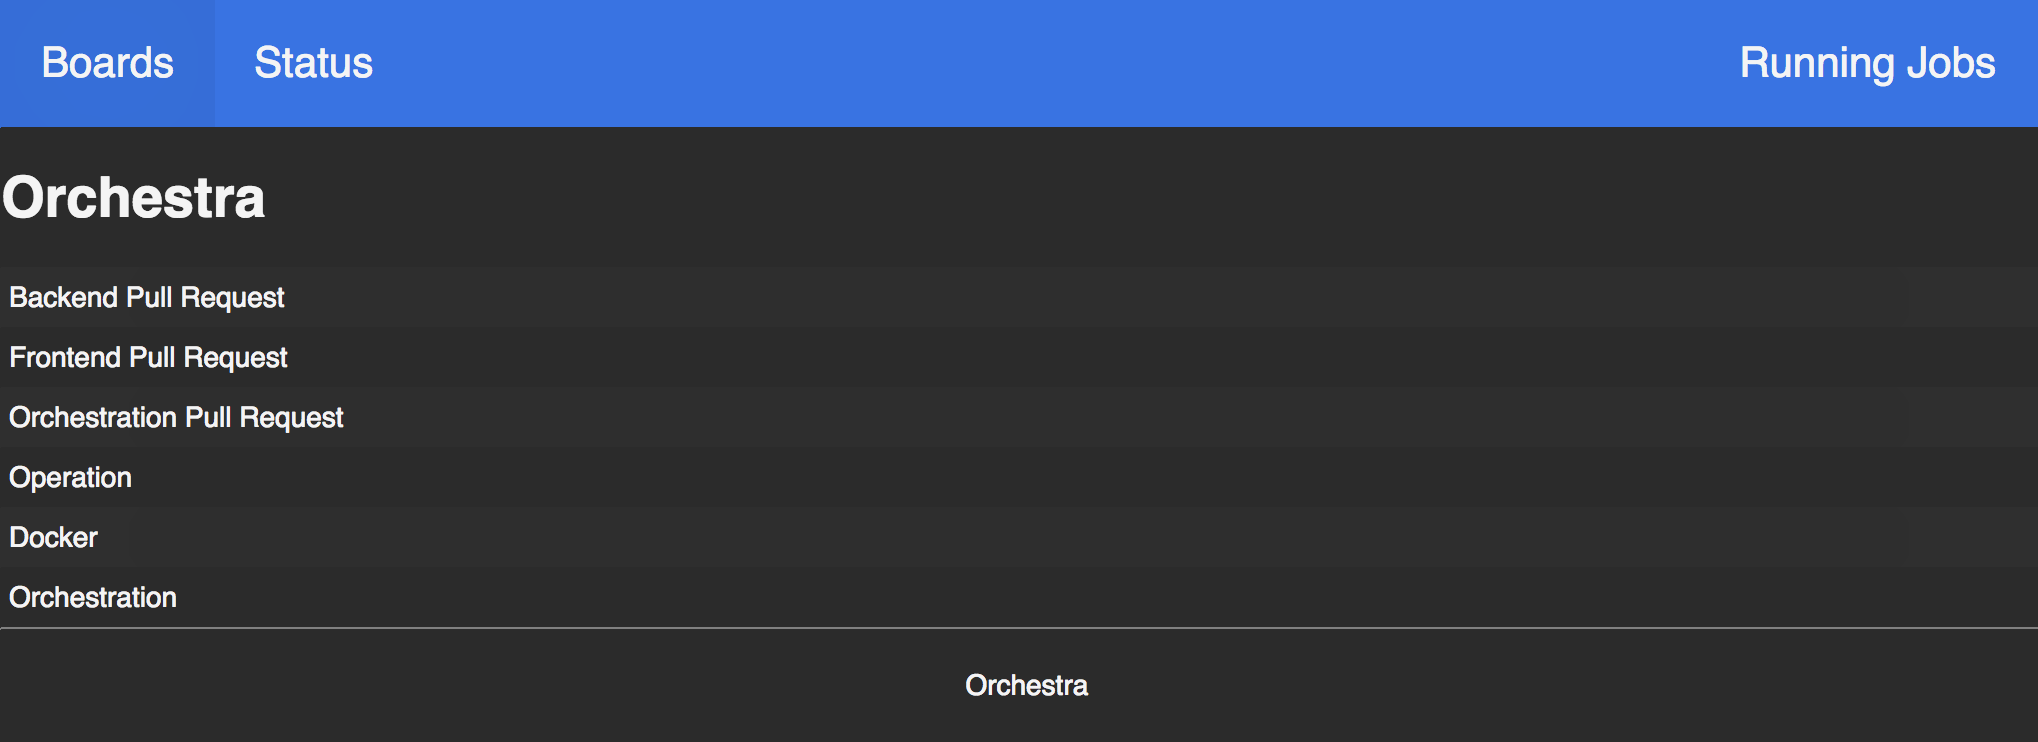 Boards Status Running Jobs
Orchestra
Backend Pull Request
Frontend Pull Request
Orchestration Pull Request
Operation
Docker
Orchestration
Orchestra